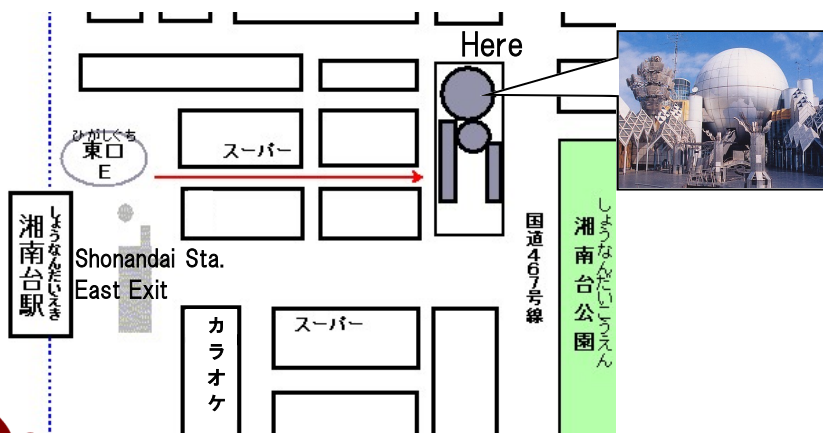 Here
ひがしぐち
東口
E
スーパー
湘南台駅
しょうなんだいえき
Shonandai Sta.
East Exit
国道467号線
湘南台公園
しょうなんだいこうえん
カラオケ
スーパー